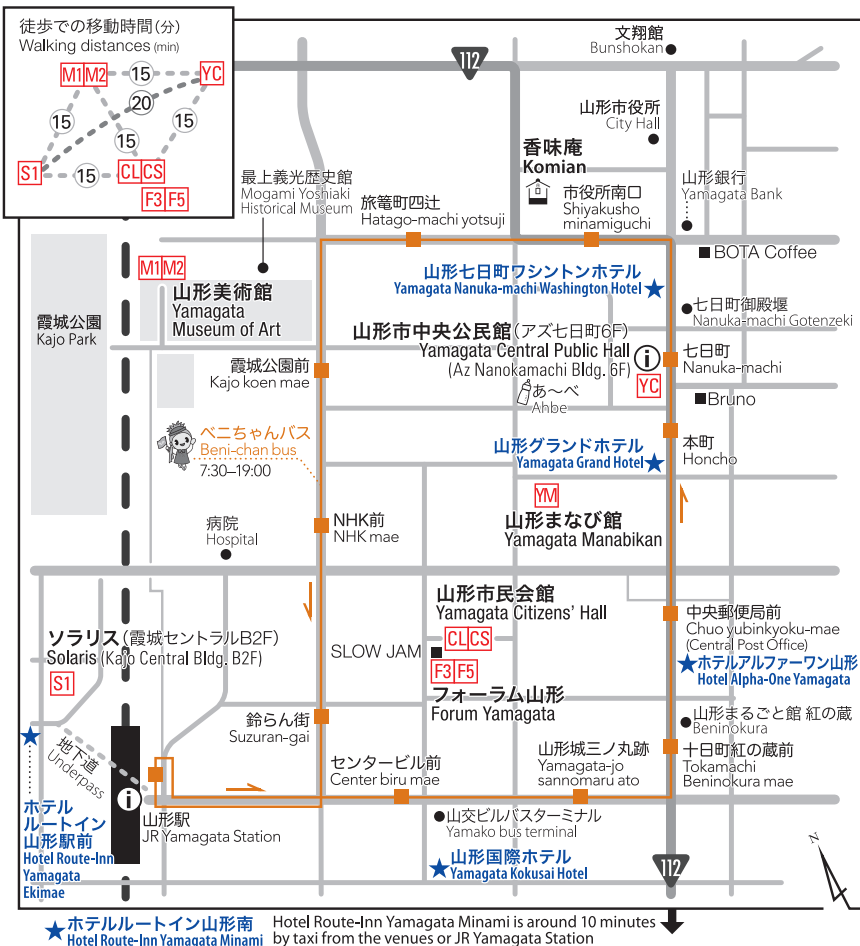 徒歩での移動時間(分)
Walking distances (min)
M1 M2
15
YC
20
15
15
15
S1
15
CL CS
F3 F5
112
文翔館
Bunshokan
山形市役所
City Hall
香味庵
Komian
市役所南口
Shiyakusho
minamiguchi
山形銀行
Yamagata Bank
最上義光歴史館
Mogami Yoshiaki
Historical Museum
旅篭町四辻
Hatago-machi yotsuji
BOTA Coffee
M1 M2
山形美術館
Yamagata
Museum of Art
山形七日町ワシントンホテル
Yamagata Nanuka-machi Washington Hotel
七日町御殿堰
Nanuka-machi Gotenzeki
霞城公園
Kajo Park
山形市中央公民館(アズ七日町6F)
Yamagata Central Public Hall
(Az Nanokamachi Bldg. 6F)
i
YC
七日町
Nanuka-machi
霞城公園前
Kajo koen mae
あ〜べ
Ahbe
Bruno
ベニちゃんバス
Beni-chan bus
7:30–19:00
山形グランドホテル
Yamagata Grand Hotel
本町
Honcho
YM
山形まなび館
Yamagata Manabikan
病院
Hospital
NHK前
NHK mae
山形市民会館
Yamagata Citizens' Hall
CL CS
中央郵便局前
Chuo yubinkyoku-mae
(Central Post Office)
ソラリス(霞城セントラルB2F)
Solaris (Kajo Central Bldg. B2F)
S1
SLOW JAM
F3 F5
フォーラム山形
Forum Yamagata
ホテルアルファーワン山形
Hotel Alpha-One Yamagata
鈴らん街
Suzuran-gai
山形まるごと館 紅の蔵
Beninokura
地下道
Underpass
センタービル前
Center biru mae
山形城三ノ丸跡
Yamagata-jo
sannomaru ato
十日町紅の蔵前
Tokamachi
Beninokura mae
ホテル
ルートイン
山形駅前
Hotel Route-Inn
Yamagata
Ekimae
i
山形駅
JR Yamagata Station
山交ビルバスターミナル
Yamako bus terminal
山形国際ホテル
Yamagata Kokusai Hotel
112
N
ホテルルートイン山形南
Hotel Route-Inn Yamagata Minami
Hotel Route-Inn Yamagata Minami is around 10 minutes
by taxi from the venues or JR Yamagata Station